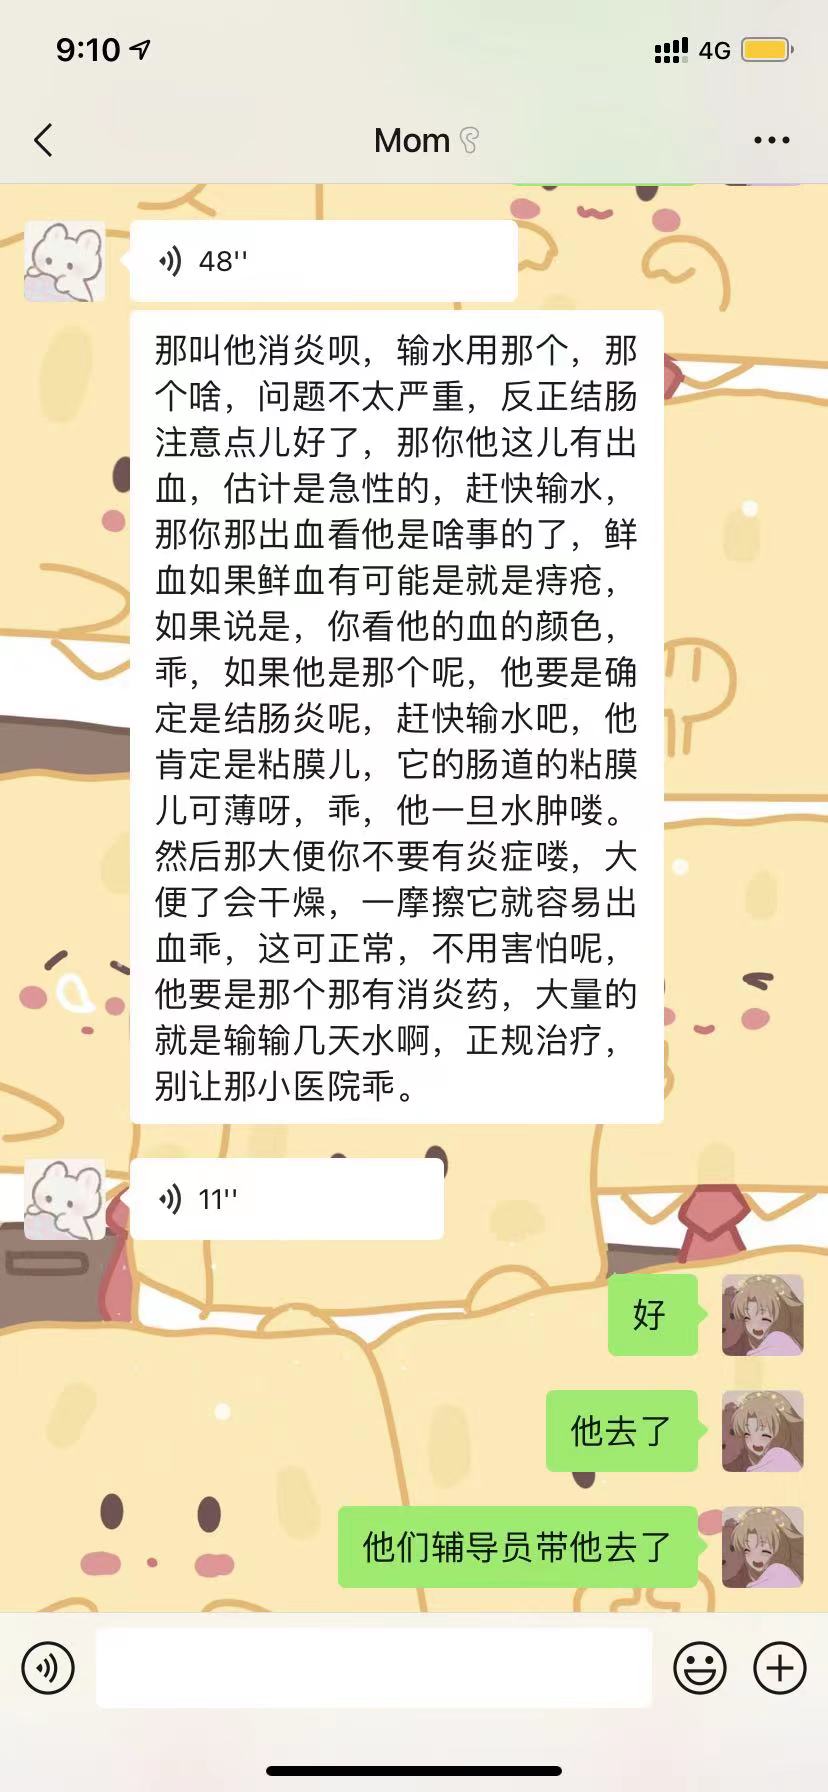 9:10
4G
Mom
48''
那叫他消炎呗，输水用那个，那
个啥，问题不太严重，反正结肠
注意点儿好了，那你他这儿有出
血，估计是急性的，赶快输水，
那你那出血看他是啥事的了，鲜
血如果鲜血有可能是就是痔疮，
如果说是，你看他的血的颜色，
乖，如果他是那个呢，他要是确
定是结肠炎呢，赶快输水吧，他
肯定是粘膜儿，它的肠道的粘膜
儿可薄呀，乖，他一旦水肿喽。
然后那大便你不要有炎症喽，大
便了会干燥，一摩擦它就容易出
血乖，这可正常，不用害怕呢，
他要是那个那有消炎药，大量的
就是输输几天水啊，正规治疗，
别让那小医院乖。
11''
好
他去了
他们辅导员带他去了